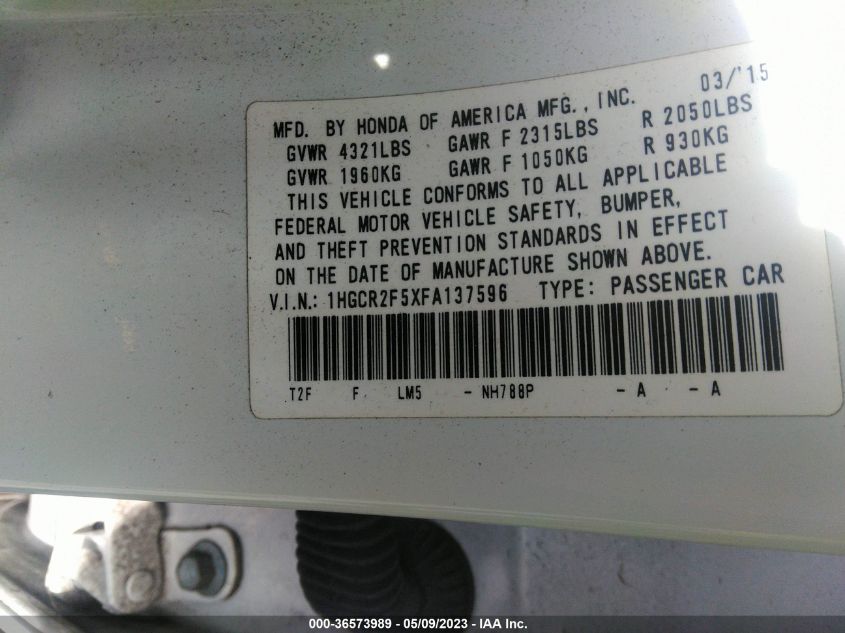 03/'15
MFD. BY HONDA OF AMERICA MFG., INC.
GVWR 4321LBS GAWR F 2315LBS R 2050LBS
GVWR 1960KG GAWR F 1050KG R 930KG
THIS VEHICLE CONFORMS TO ALL APPLICABLE
FEDERAL MOTOR VEHICLE SAFETY, BUMPER,
AND THEFT PREVENTION STANDARDS IN EFFECT
ON THE DATE OF MANUFACTURE SHOWN ABOVE.
V.I.N.: 1HGCR2F5XFA137596 TYPE: PASSENGER CAR
T2F F LM5 - NH788P - A - A
000-36573989 - 05/09/2023 - IAA Inc.